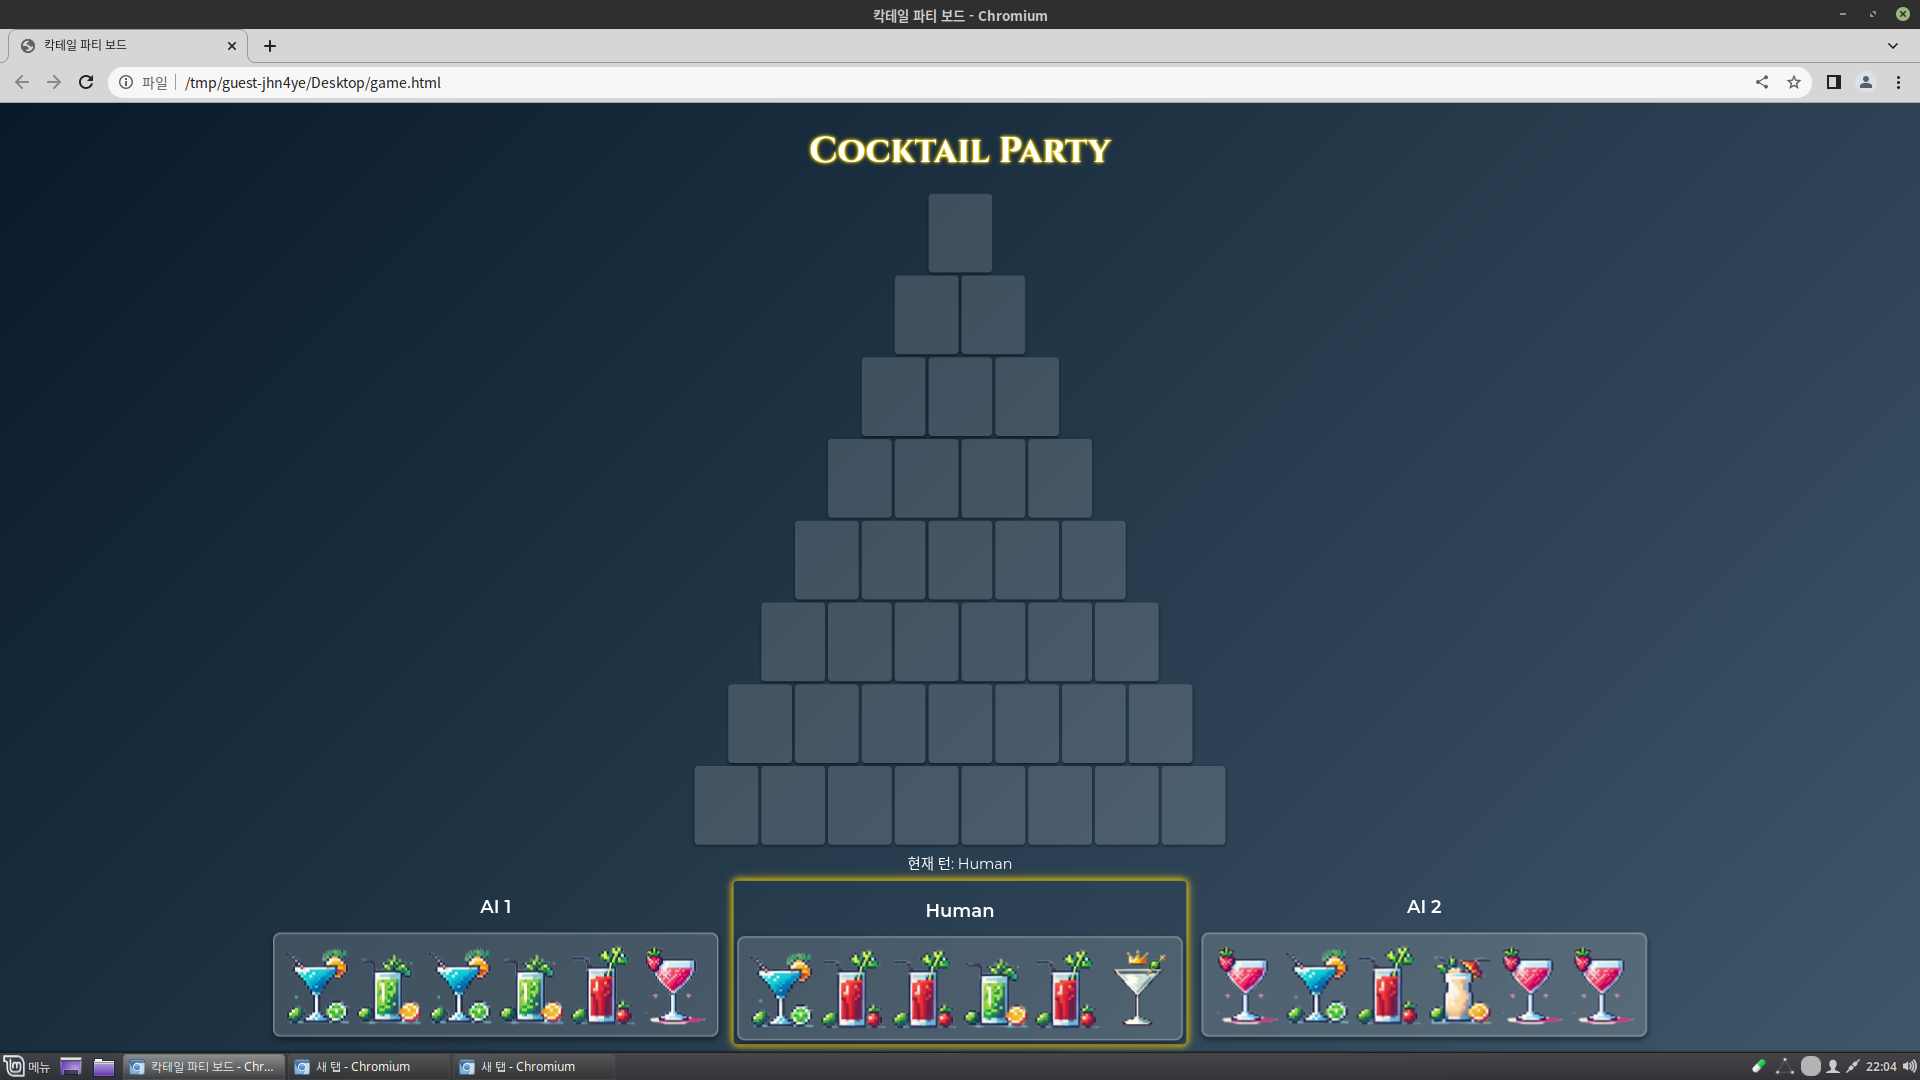 칵테일 파티 보드 - Chromium
칵테일 파티 보드
파일 /tmp/guest-jhn4ye/Desktop/game.html
Cocktail Party
현재 턴: Human
AI 1
Human
AI 2
메뉴 칵테일 파티 보드 - Chr... 새 탭 - Chromium 새 탭 - Chromium 22:04